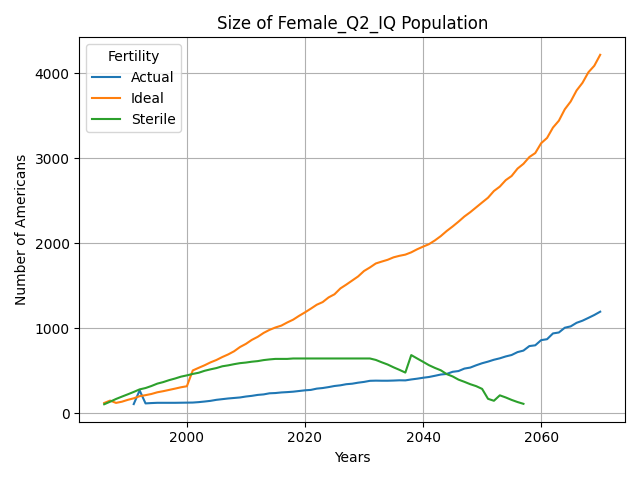 Size of Female_Q2_IQ Population
Fertility
Actual
Ideal
Sterile
Number of Americans
4000
3000
2000
1000
0
2000
2020
2040
2060
Years